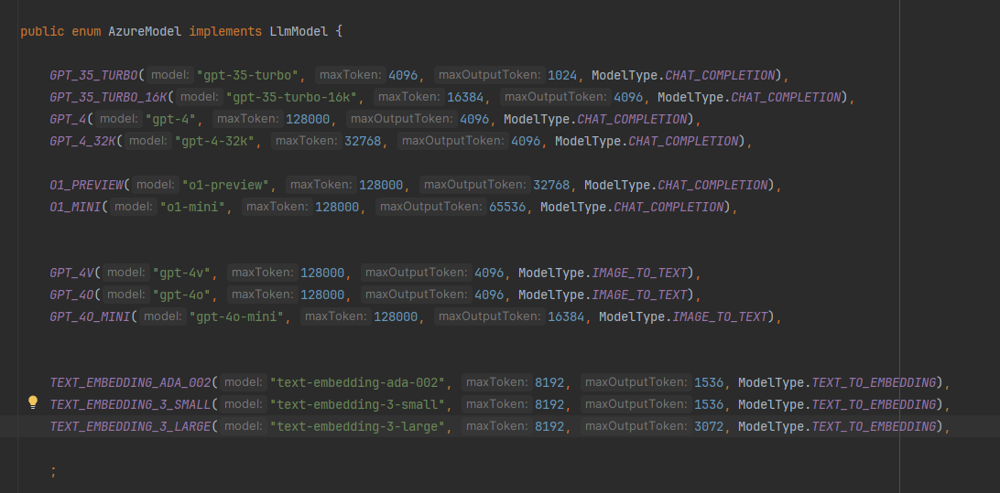 public enum AzureModel implements LlmModel {
GPT_35_TURBO( model: "gpt-35-turbo", maxToken: 4096, maxOutputToken: 1024, ModelType.CHAT_COMPLETION),
GPT_35_TURBO_16K( model: "gpt-35-turbo-16k", maxToken: 16384, maxOutputToken: 4096, ModelType.CHAT_COMPLETION),
GPT_4( model: "gpt-4", maxToken: 128000, maxOutputToken: 4096, ModelType.CHAT_COMPLETION),
GPT_4_32K( model: "gpt-4-32k", maxToken: 32768, maxOutputToken: 4096, ModelType.CHAT_COMPLETION),
O1_PREVIEW( model: "o1-preview", maxToken: 128000, maxOutputToken: 32768, ModelType.CHAT_COMPLETION),
O1_MINI( model: "o1-mini", maxToken: 128000, maxOutputToken: 65536, ModelType.CHAT_COMPLETION),
GPT_4V( model: "gpt-4v", maxToken: 128000, maxOutputToken: 4096, ModelType.IMAGE_TO_TEXT),
GPT_4O( model: "gpt-4o", maxToken: 128000, maxOutputToken: 4096, ModelType.IMAGE_TO_TEXT),
GPT_4O_MINI( model: "gpt-4o-mini", maxToken: 128000, maxOutputToken: 16384, ModelType.IMAGE_TO_TEXT),
TEXT_EMBEDDING_ADA_002( model: "text-embedding-ada-002", maxToken: 8192, maxOutputToken: 1536, ModelType.TEXT_TO_EMBEDDING),
TEXT_EMBEDDING_3_SMALL( model: "text-embedding-3-small", maxToken: 8192, maxOutputToken: 1536, ModelType.TEXT_TO_EMBEDDING),
TEXT_EMBEDDING_3_LARGE( model: "text-embedding-3-large", maxToken: 8192, maxOutputToken: 3072, ModelType.TEXT_TO_EMBEDDING),
;